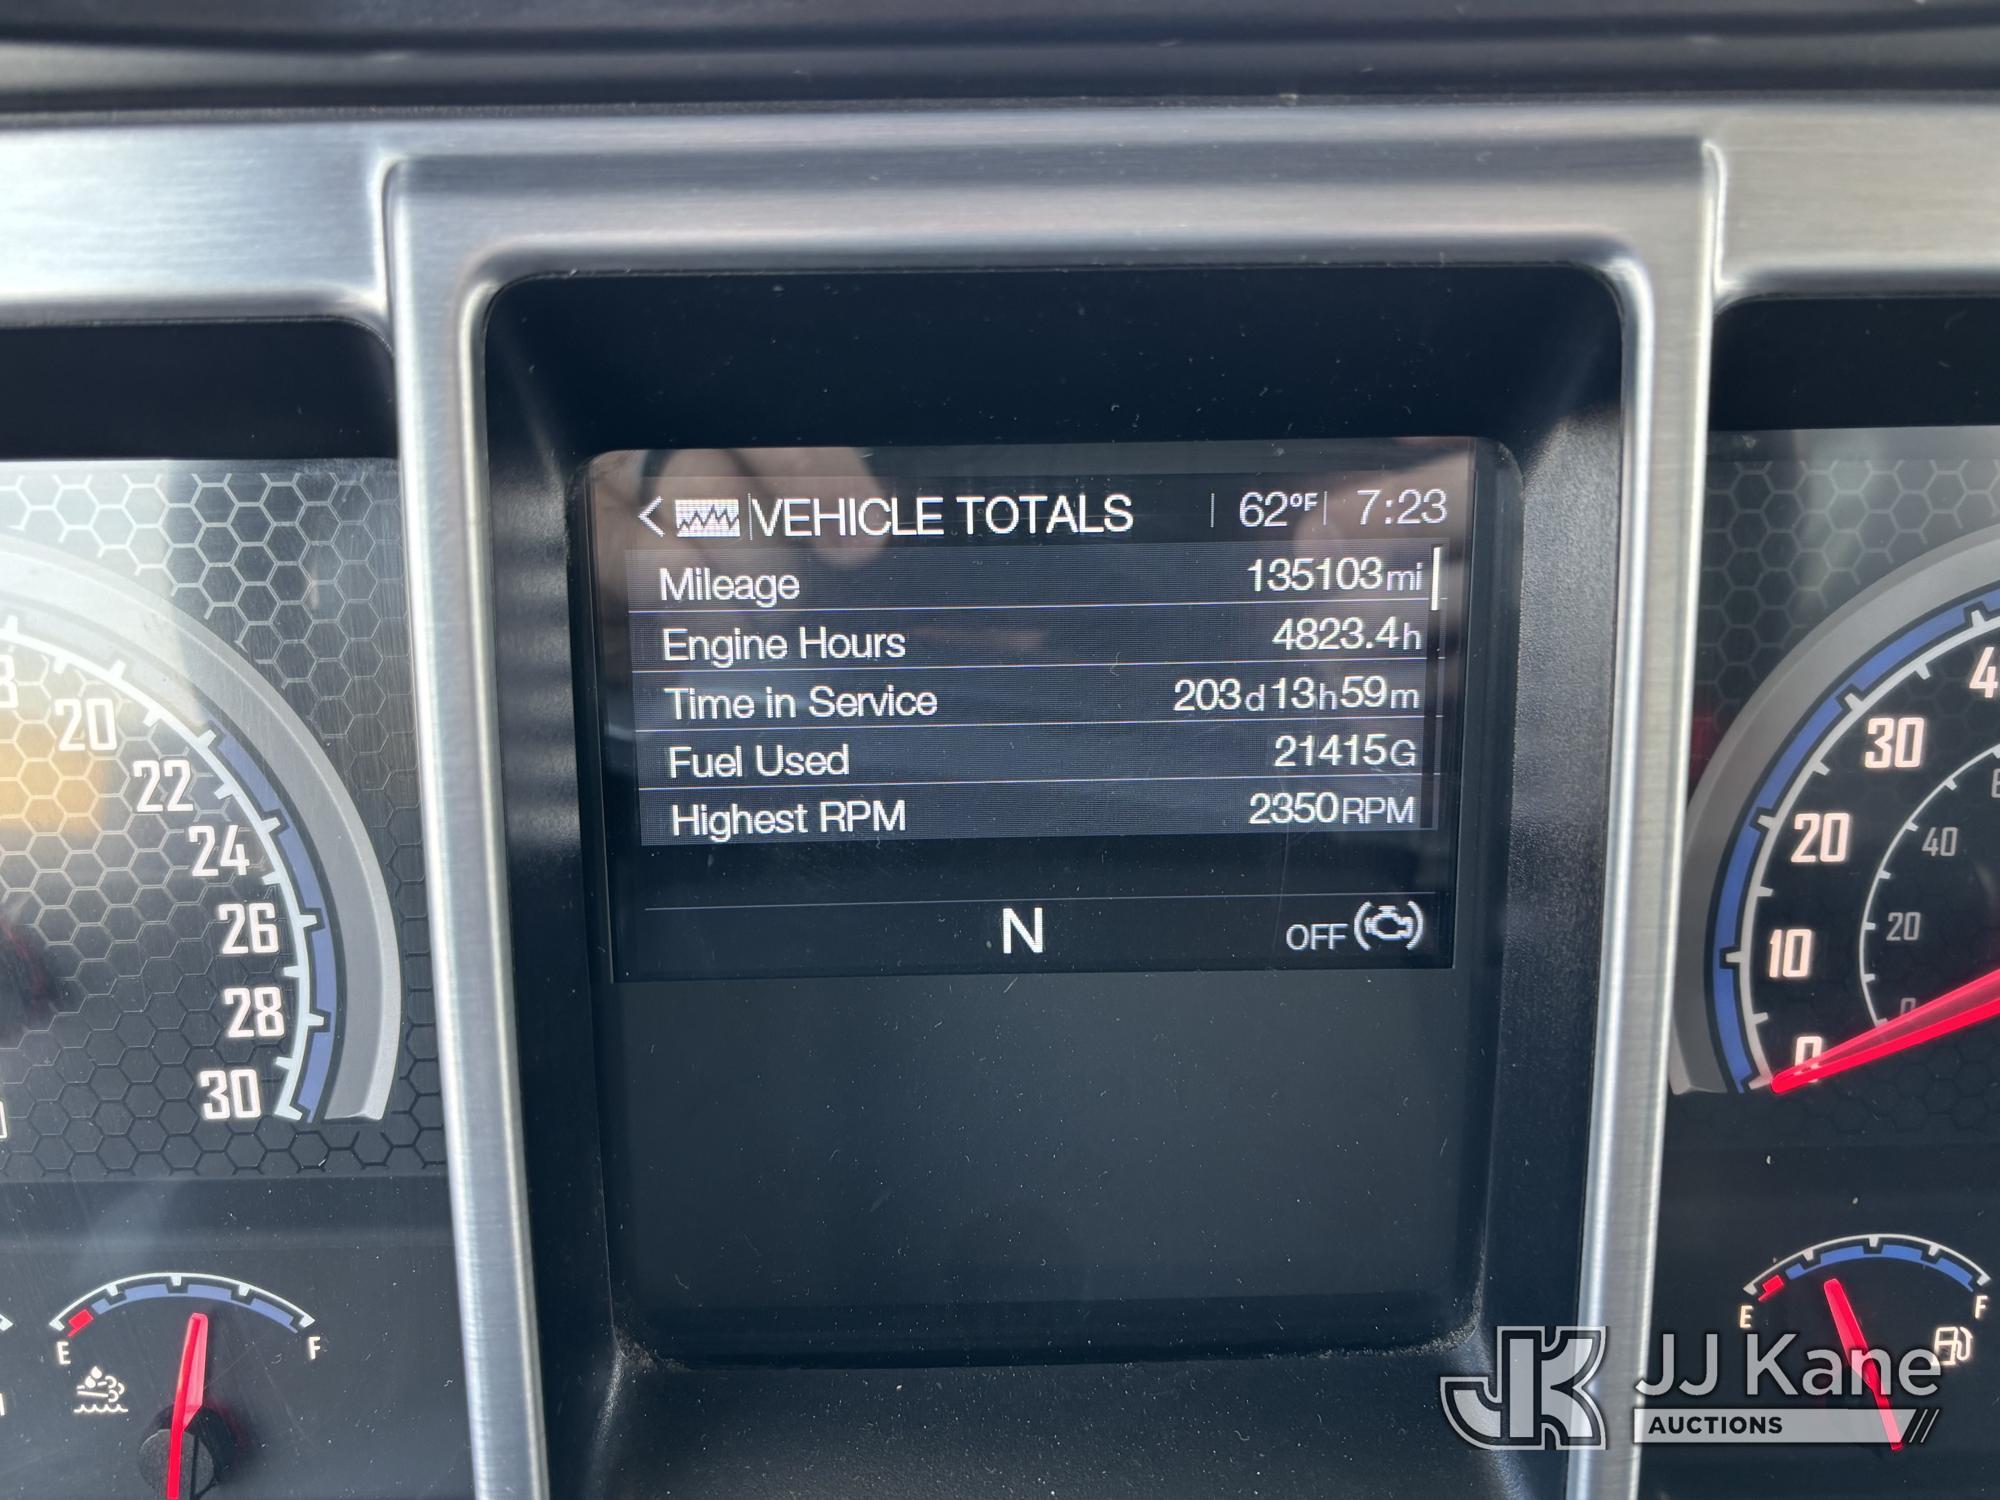 < VEHICLE TOTALS 62°F 7:23
Mileage 135103mi
Engine Hours 4823.4h
Time in Service 203d13h59m
Fuel Used 21415G
Highest RPM 2350RPM
N OFF
20
22
24
26
28
30
E F
30
20
10
0
40
20
0
E F
JJ Kane
AUCTIONS